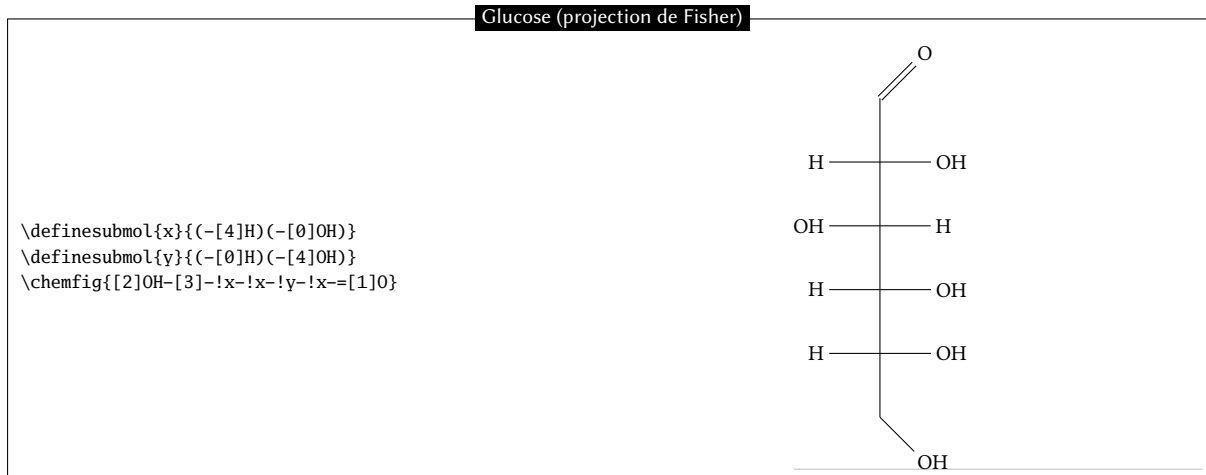 Glucose (projection de Fisher)
\definesubmol{x}{(-[4]H)(-[0]OH)}
\definesubmol{y}{(-[0]H)(-[4]OH)}
\chemfig{[2]OH-[3]-!x-!x-!y-!x-=[1]O}
O
H OH
OH H
H OH
H OH
OH